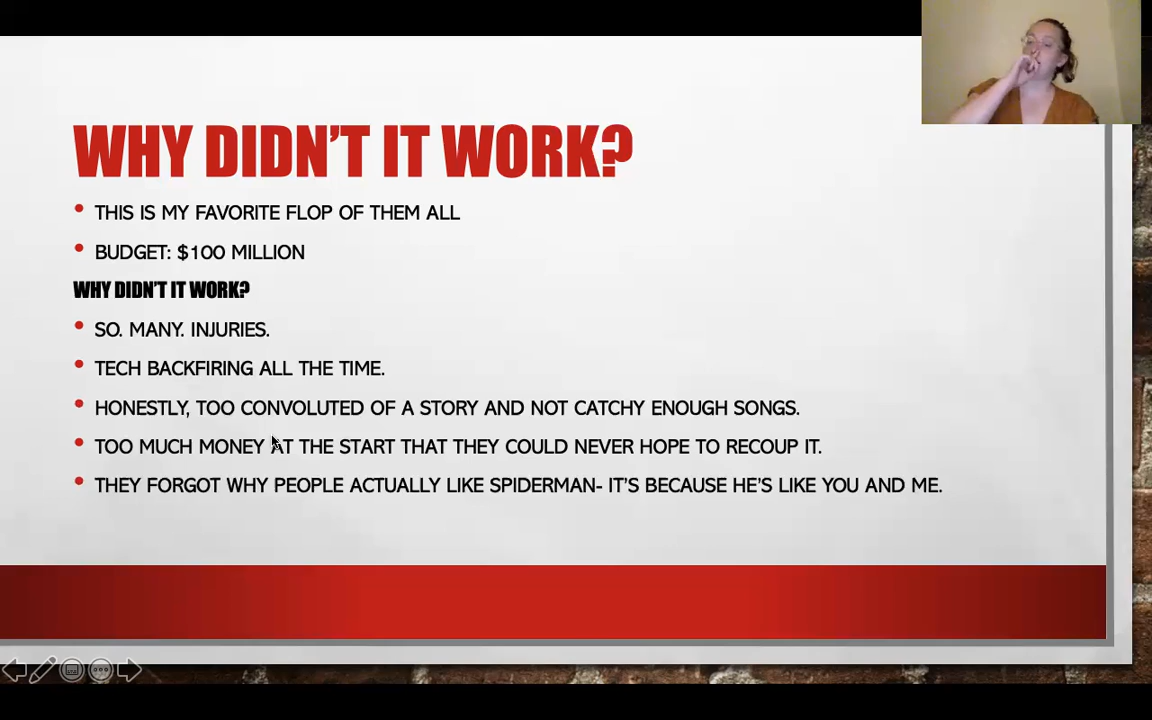 WHY DIDN'T IT WORK?
THIS IS MY FAVORITE FLOP OF THEM ALL
BUDGET: $100 MILLION
WHY DIDN'T IT WORK?
SO. MANY. INJURIES.
TECH BACKFIRING ALL THE TIME.
HONESTLY, TOO CONVOLUTED OF A STORY AND NOT CATCHY ENOUGH SONGS.
TOO MUCH MONEY AT THE START THAT THEY COULD NEVER HOPE TO RECOUP IT.
THEY FORGOT WHY PEOPLE ACTUALLY LIKE SPIDERMAN- IT'S BECAUSE HE'S LIKE YOU AND ME.